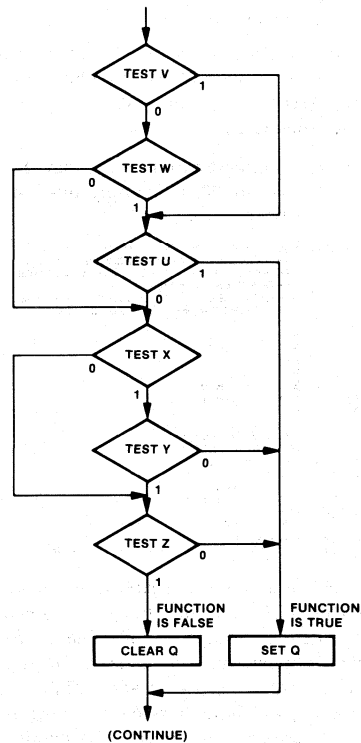 TEST V
1
0
TEST W
0
1
TEST U
1
0
TEST X
0
1
TEST Y
0
1
TEST Z
0
1
FUNCTION
IS FALSE
FUNCTION
IS TRUE
CLEAR Q
SET Q
(CONTINUE)